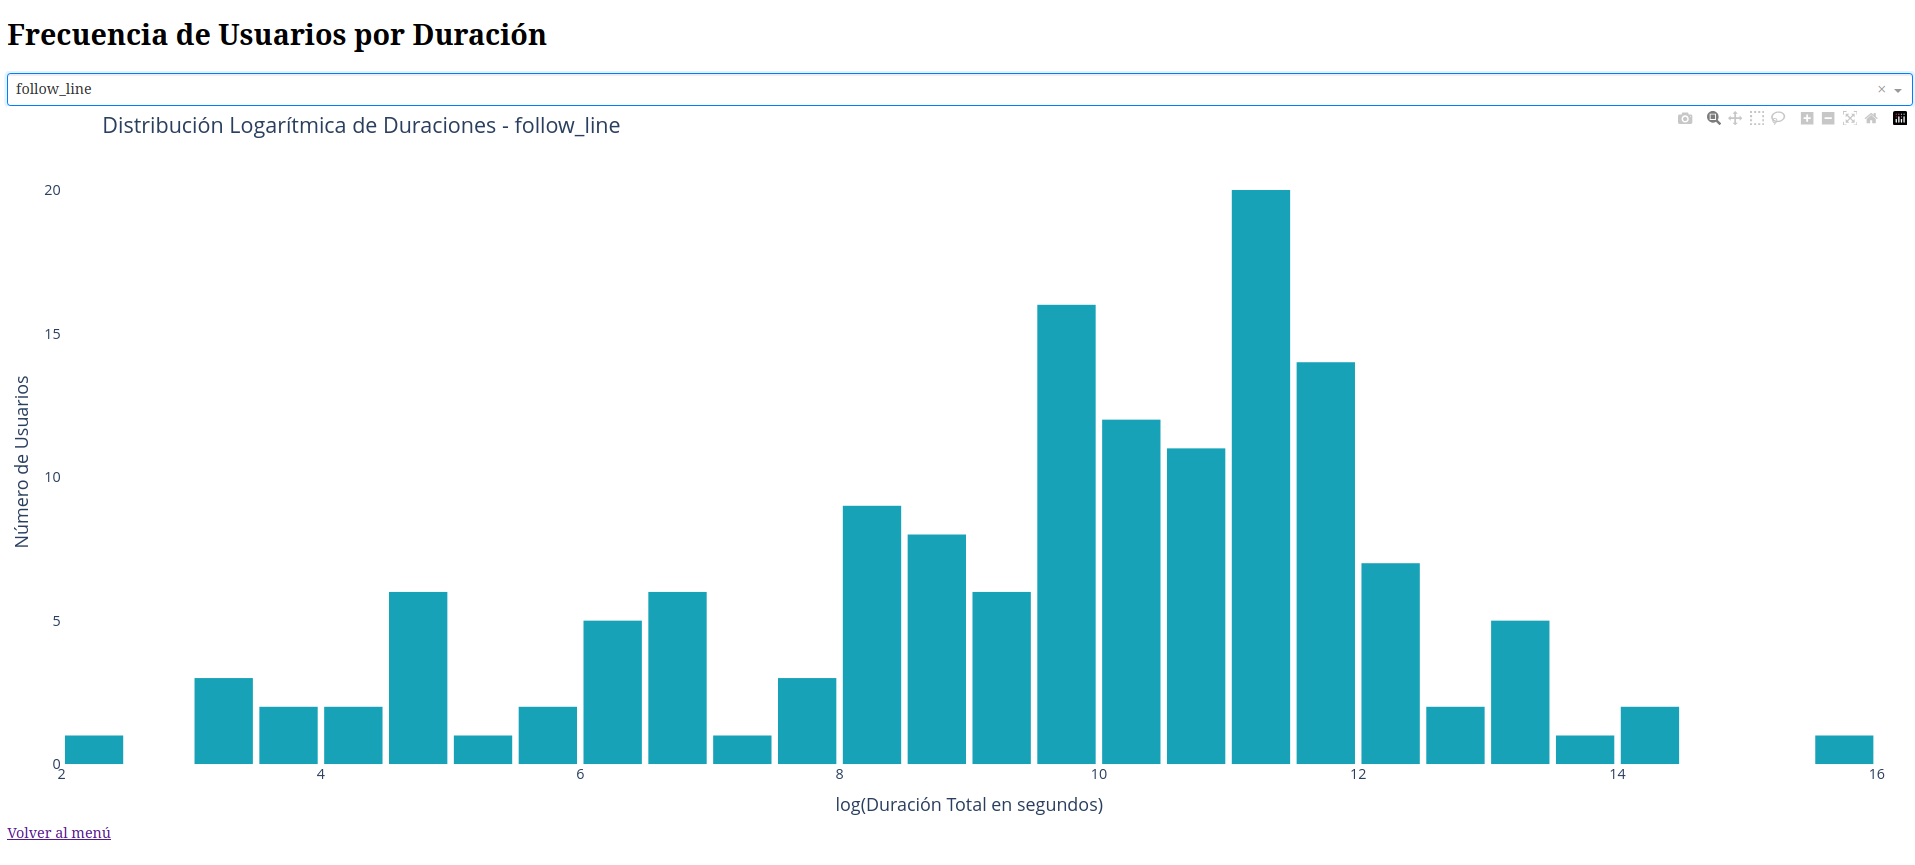 Frecuencia de Usuarios por Duración
follow_line
×
Distribución Logarítmica de Duraciones - follow_line
Número de Usuarios
20
15
10
5
0
2 4 6 8 10 12 14 16
log(Duración Total en segundos)
Volver al menú